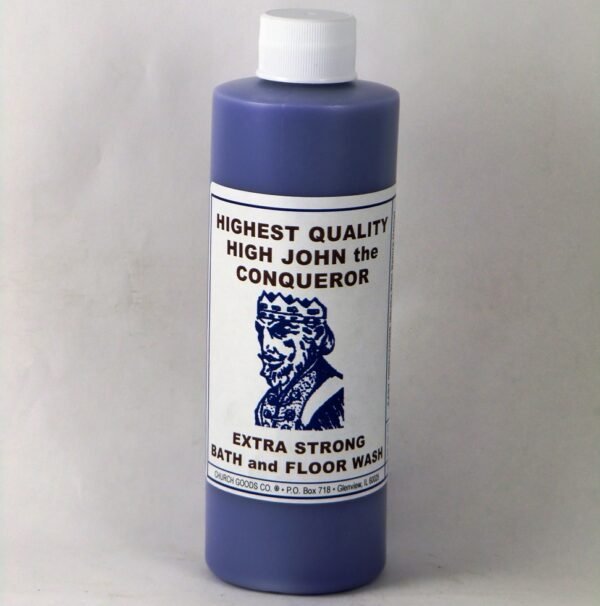 HIGHEST QUALITY
HIGH JOHN the
CONQUEROR
EXTRA STRONG
BATH and FLOOR WASH
CHURCH GOODS CO. ® • P.O. Box 718 • Glenview, IL 60025